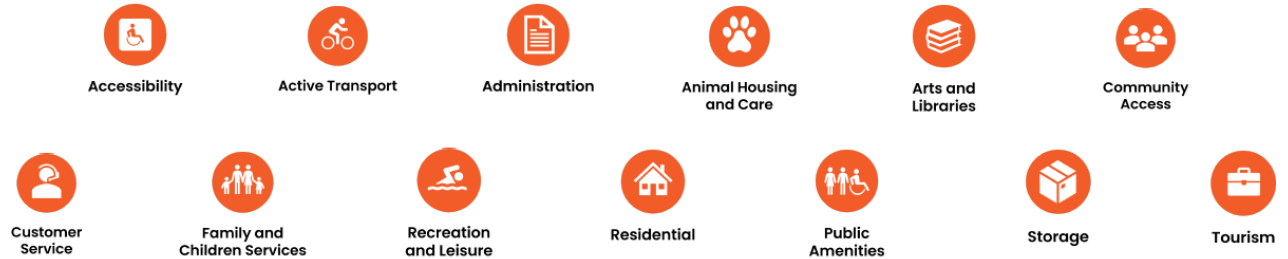 Accessibility
Active Transport
Administration
Animal Housing
and Care
Arts and
Libraries
Community
Access
Customer
Service
Family and
Children Services
Recreation
and Leisure
Residential
Public
Amenities
Storage
Tourism